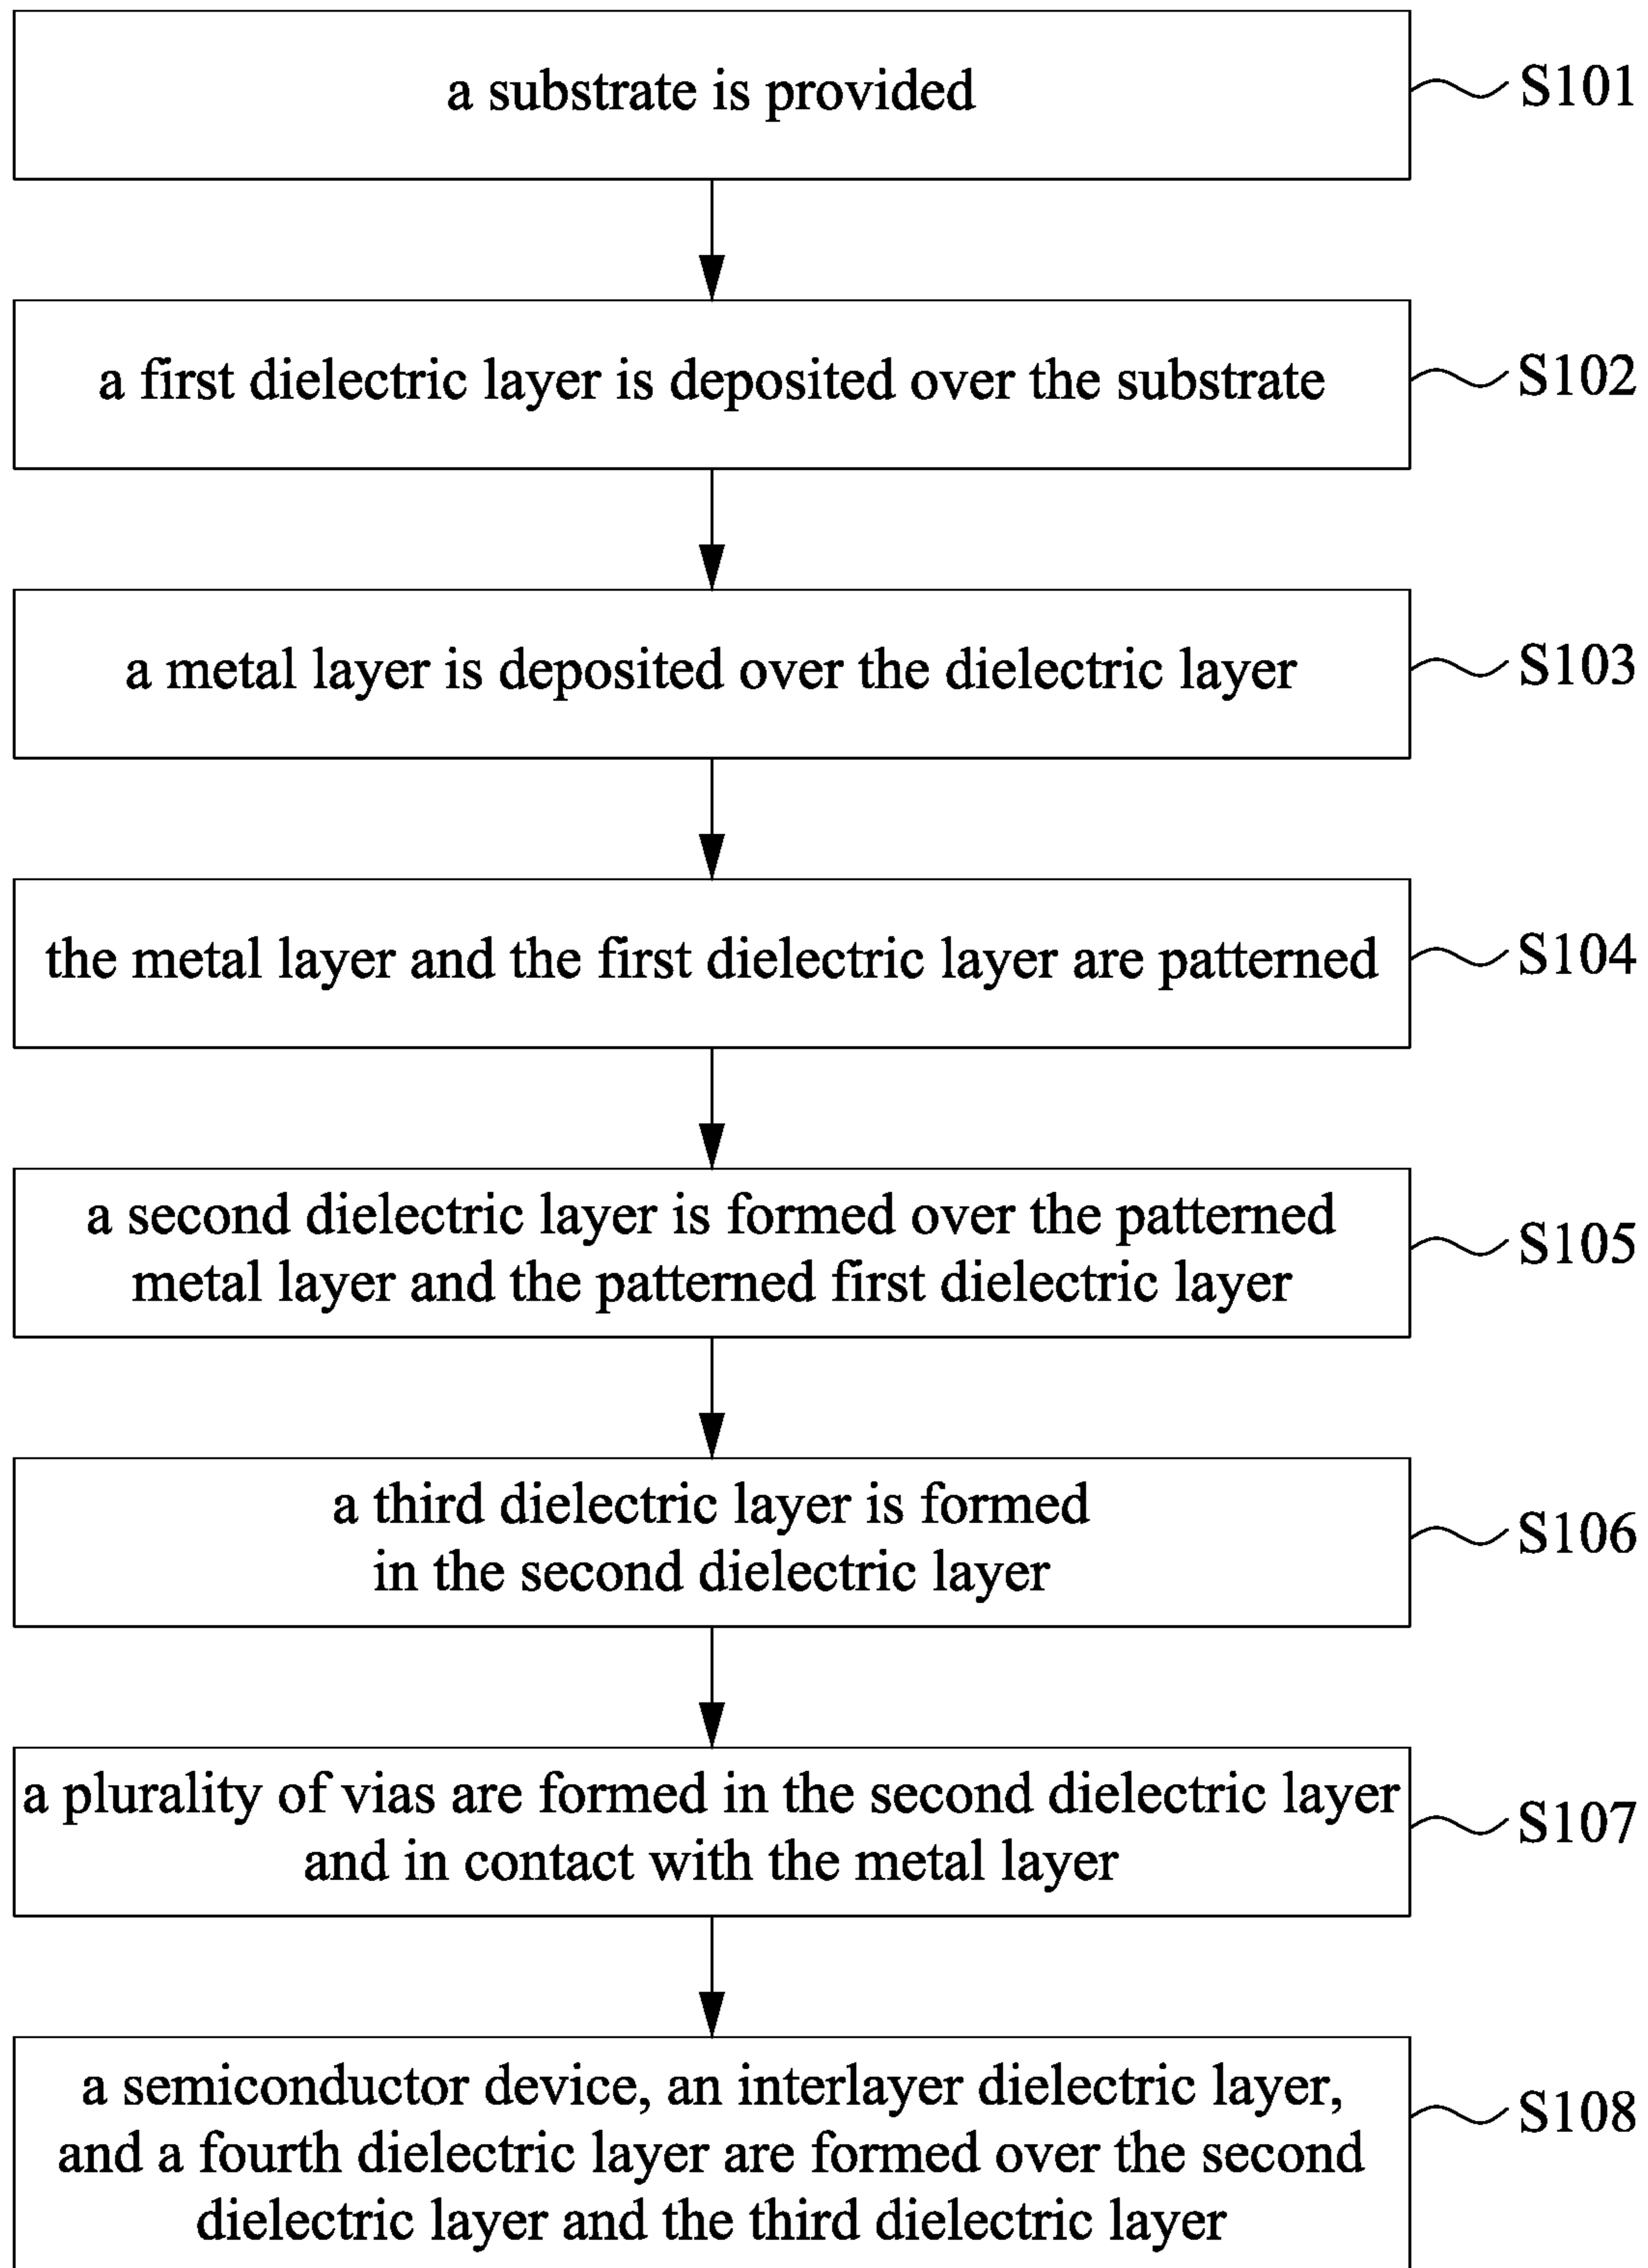 a substrate is provided
S101
a first dielectric layer is deposited over the substrate
S102
a metal layer is deposited over the dielectric layer
S103
the metal layer and the first dielectric layer are patterned
S104
a second dielectric layer is formed over the patterned
metal layer and the patterned first dielectric layer
S105
a third dielectric layer is formed
in the second dielectric layer
S106
a plurality of vias are formed in the second dielectric layer
and in contact with the metal layer
S107
a semiconductor device, an interlayer dielectric layer,
and a fourth dielectric layer are formed over the second
dielectric layer and the third dielectric layer
S108